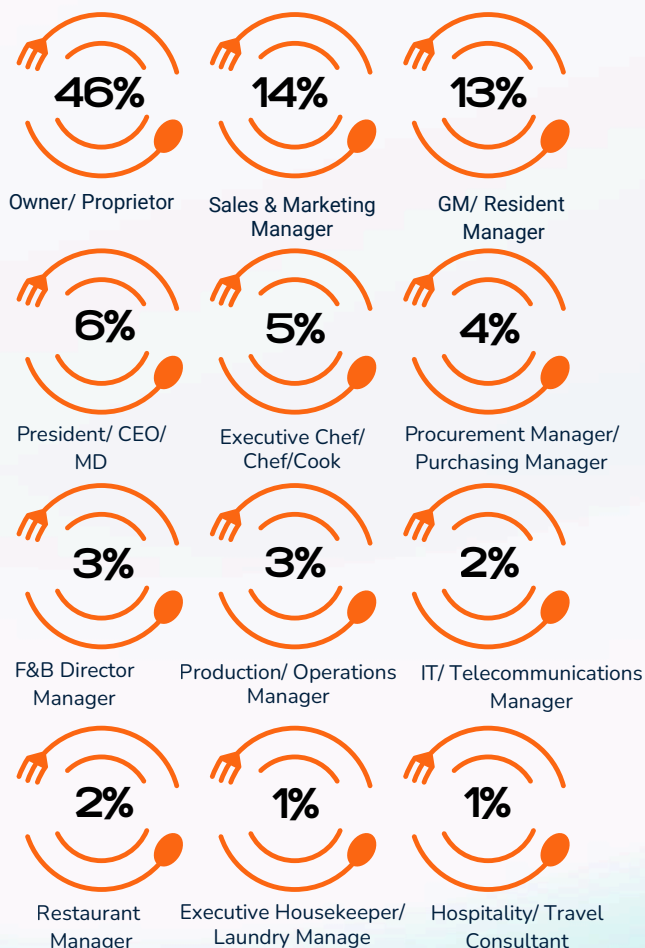 46%
14%
13%
Owner/ Proprietor
Sales & Marketing
Manager
GM/ Resident
Manager
6%
5%
4%
President/ CEO/
MD
Executive Chef/
Chef/Cook
Procurement Manager/
Purchasing Manager
3%
3%
2%
F&B Director
Manager
Production/ Operations
Manager
IT/ Telecommunications
Manager
2%
1%
1%
Restaurant
Manager
Executive Housekeeper/
Laundry Manage
Hospitality/ Travel
Consultant